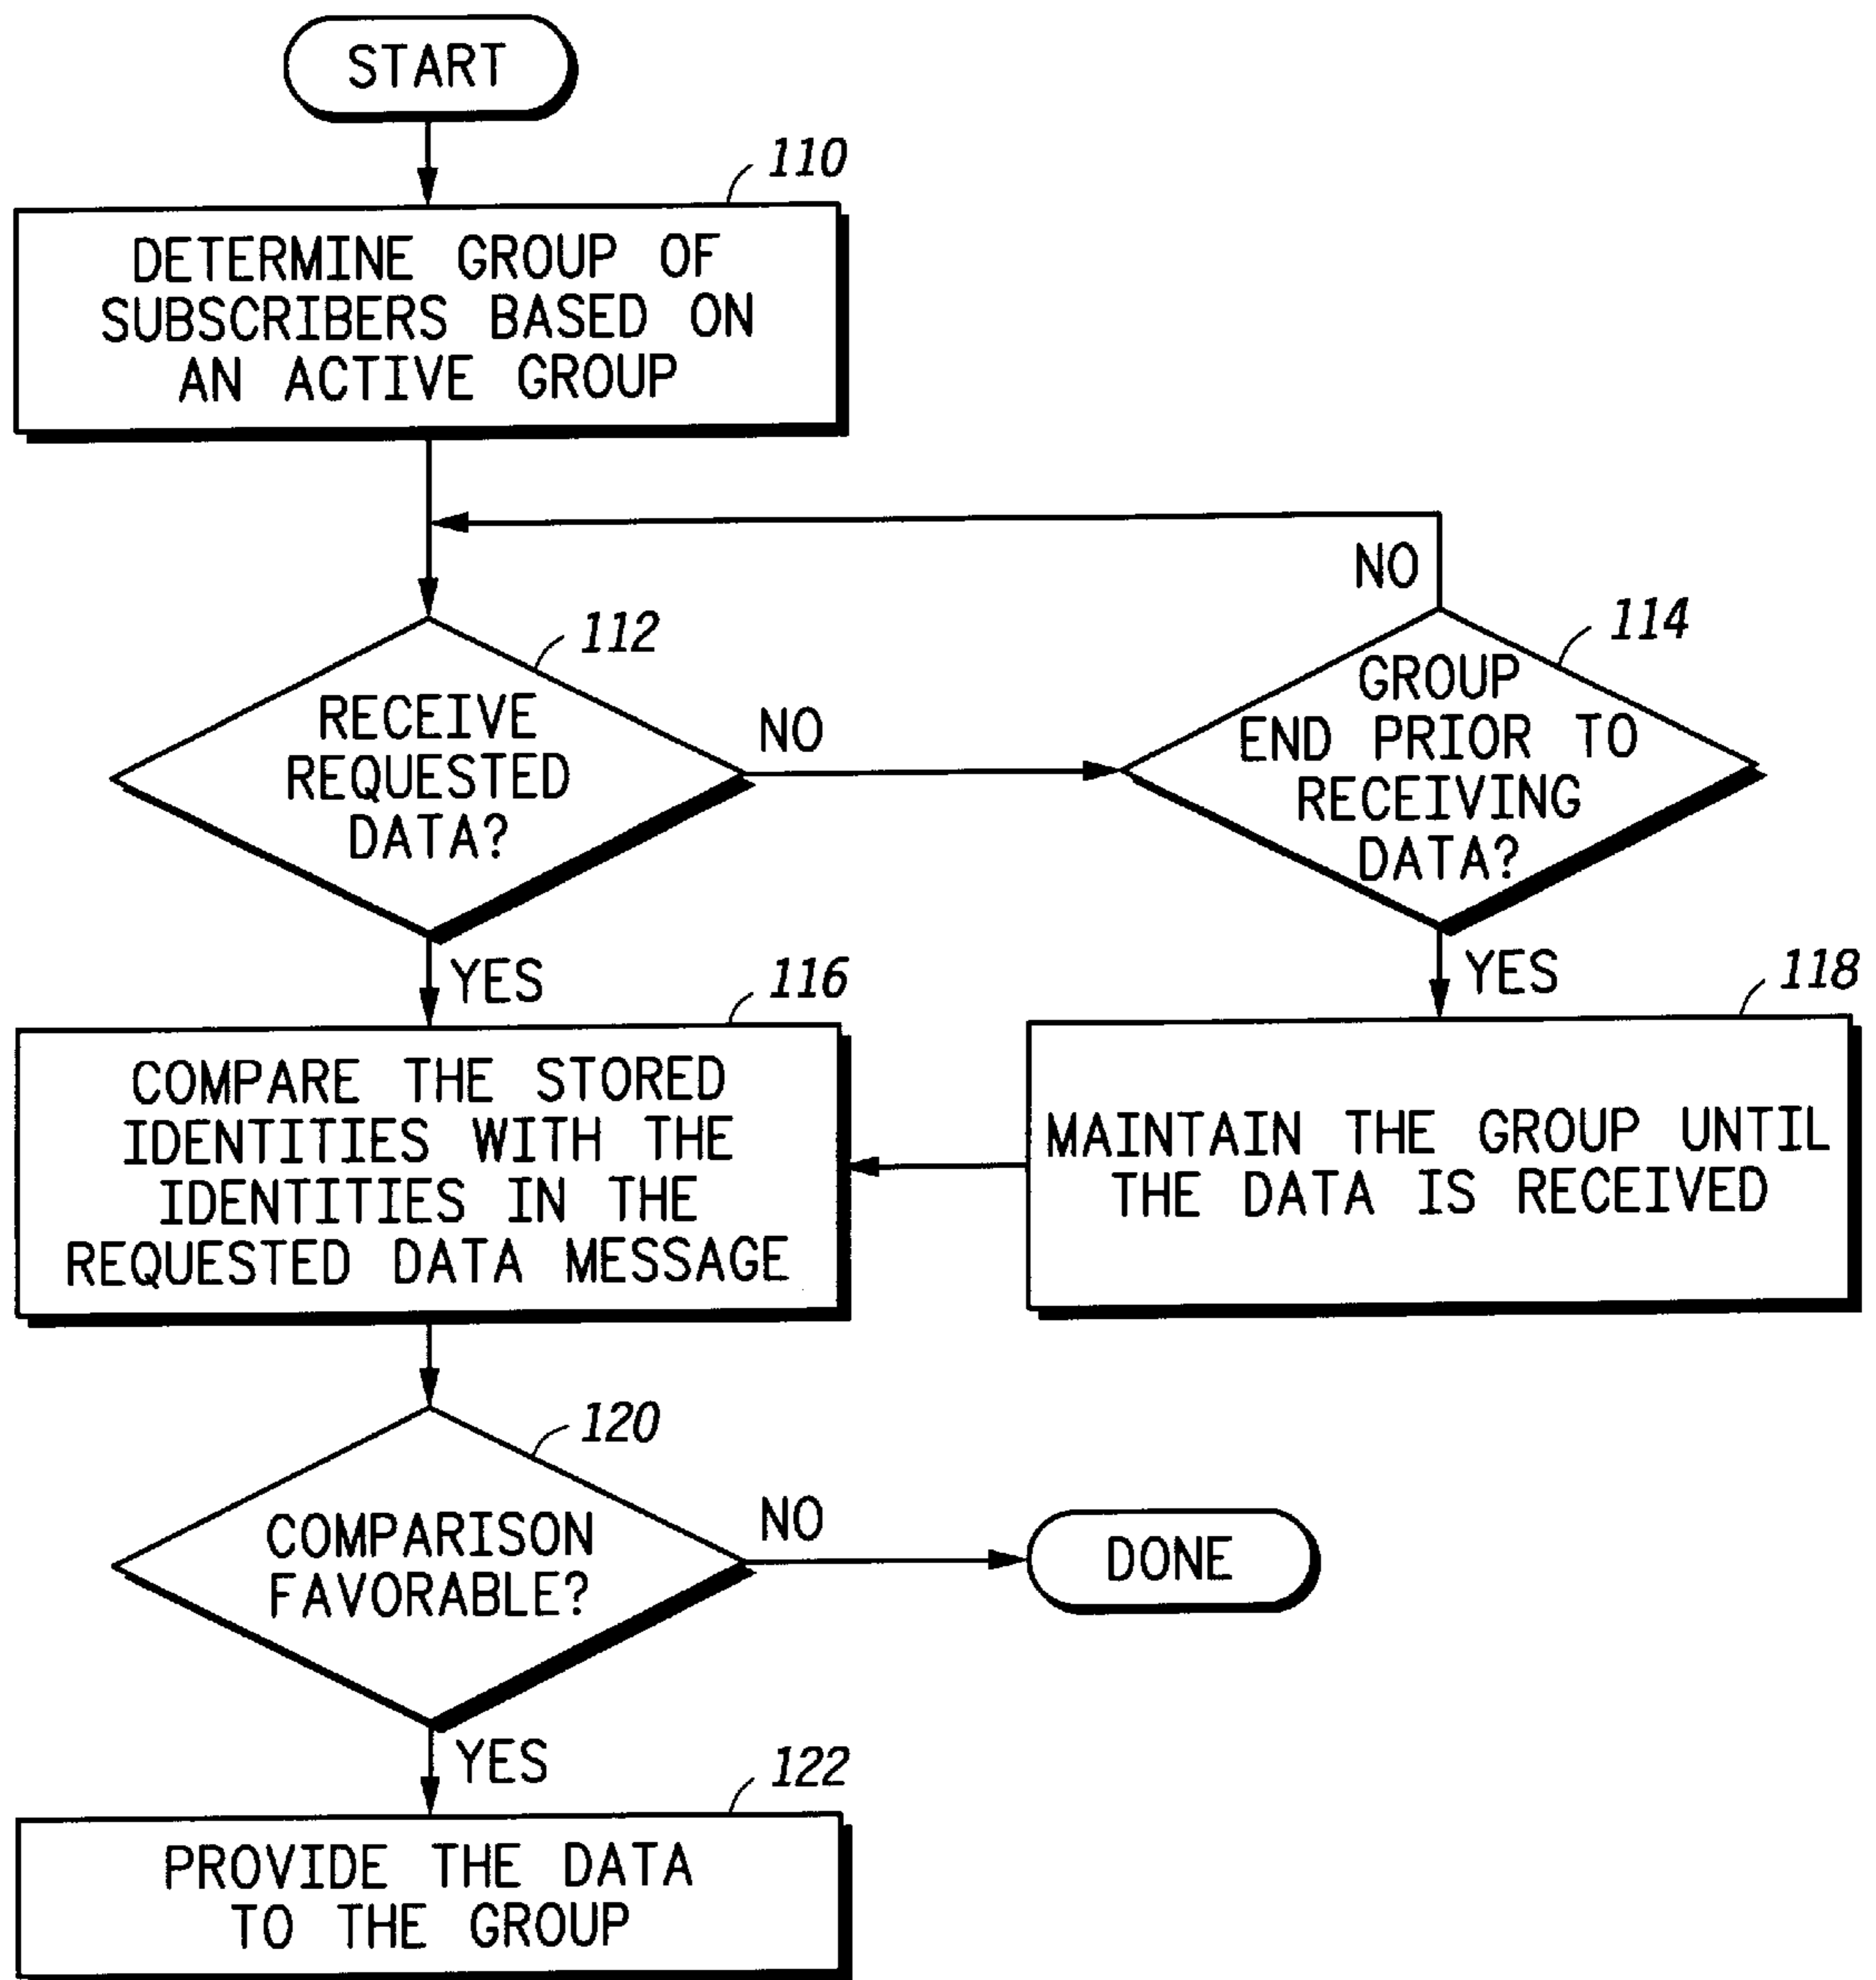 START
110
DETERMINE GROUP OF
SUBSCRIBERS BASED ON
AN ACTIVE GROUP
NO
112
RECEIVE
REQUESTED
DATA?
NO
114
GROUP
END PRIOR TO
RECEIVING
DATA?
YES
116
COMPARE THE STORED
IDENTITIES WITH THE
IDENTITIES IN THE
REQUESTED DATA MESSAGE
YES
118
MAINTAIN THE GROUP UNTIL
THE DATA IS RECEIVED
120
COMPARISON
FAVORABLE?
NO
DONE
YES
122
PROVIDE THE DATA
TO THE GROUP